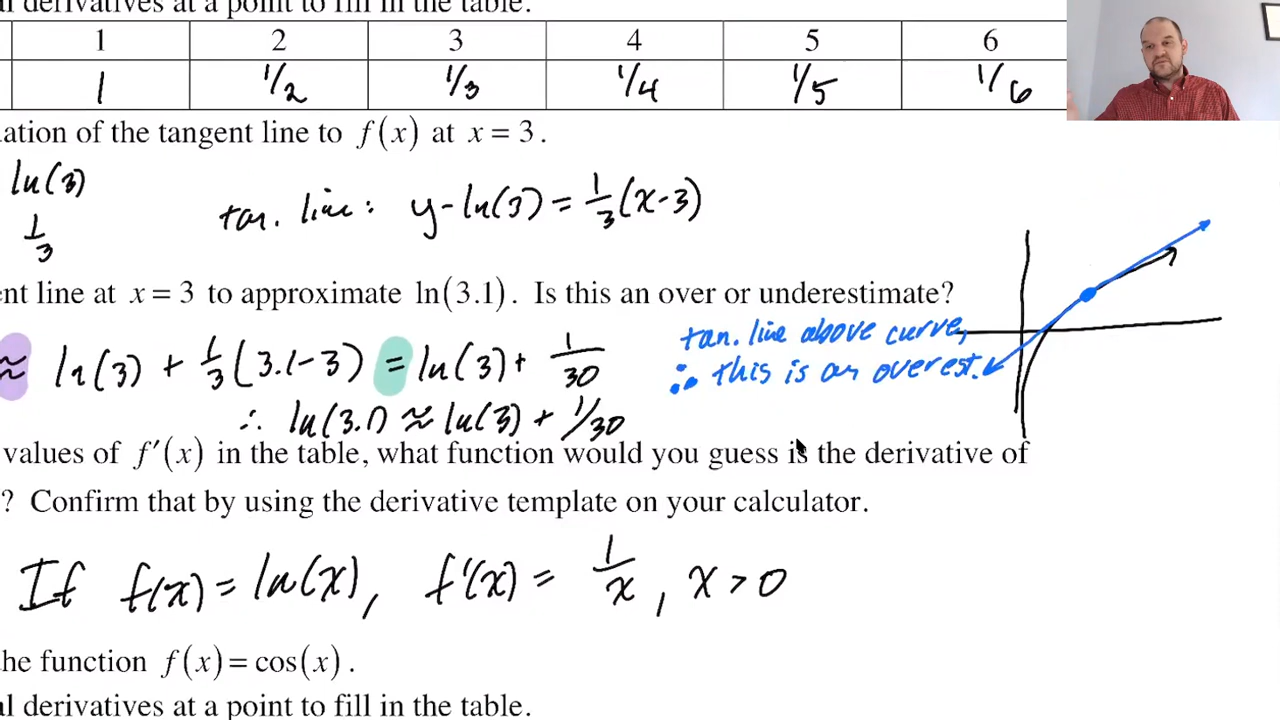 al derivatives at a point to fill in the table.
1 2 3 4 5 6
1 1/2 1/3 1/4 1/5 1/6
ation of the tangent line to f(x) at x = 3.
ln(3)
1/3
tan. line: y-ln(3) = 1/3 (x-3)
ent line at x = 3 to approximate ln(3.1). Is this an over or underestimate?
≈ ln(3) + 1/3 (3.1-3) = ln(3) + 1/30
tan. line above curve,
∴ this is an overest.
∴ ln(3.1) ≈ ln(3) + 1/30
values of f′(x) in the table, what function would you guess is the derivative of
? Confirm that by using the derivative template on your calculator.
If f(x) = ln(x), f'(x) = 1/x, x > 0
he function f(x) = cos(x).
al derivatives at a point to fill in the table.